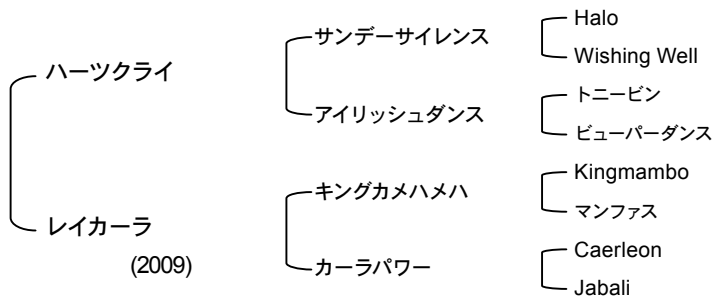 ハーツクライ
レイカーラ
(2009)
サンデーサイレンス
アイリッシュダンス
キングカメハメハ
カーラパワー
Halo
Wishing Well
トニービン
ビューパーダンス
Kingmambo
マンファス
Caerleon
Jabali